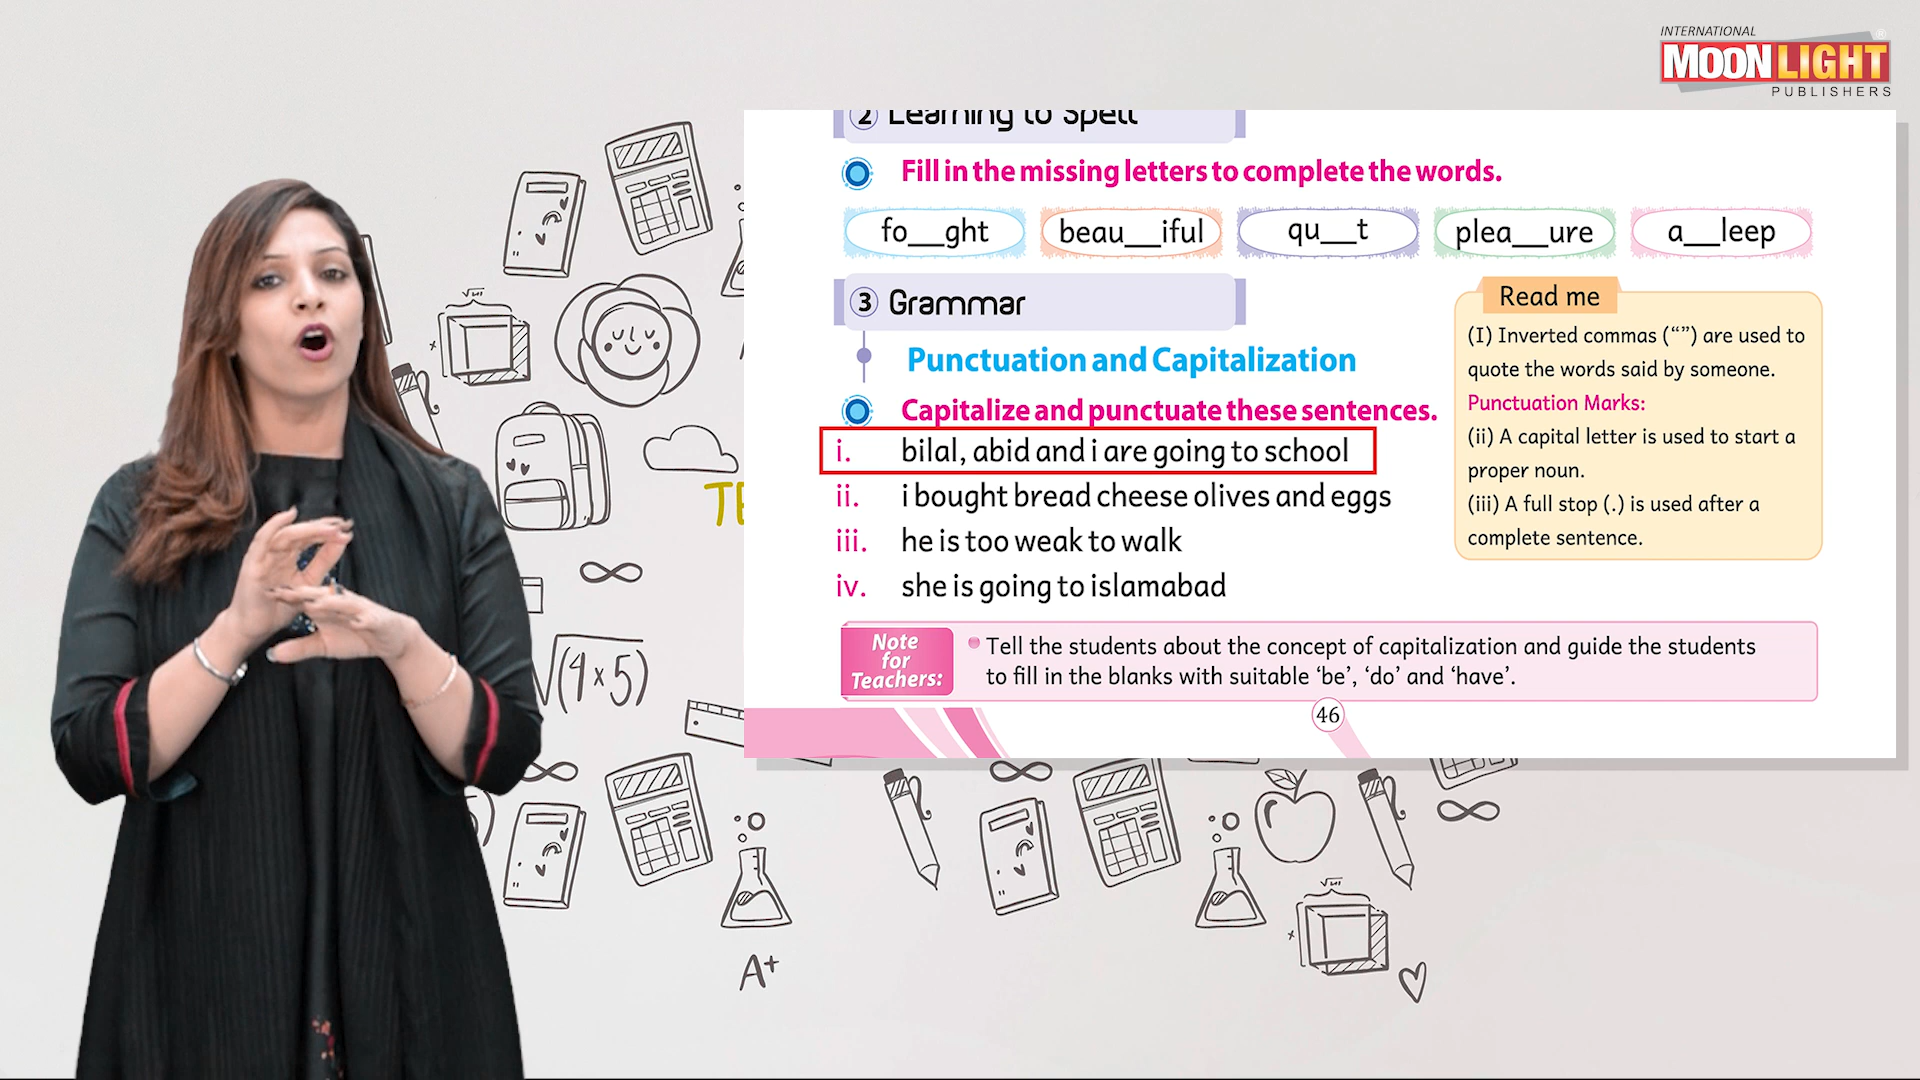 INTERNATIONAL
MOONLIGHT ®
PUBLISHERS
2 Learning to Spell
Fill in the missing letters to complete the words.
fo__ght beau__iful qu__t plea__ure a__leep
3 Grammar
Punctuation and Capitalization
Capitalize and punctuate these sentences.
i. bilal, abid and i are going to school
ii. i bought bread cheese olives and eggs
iii. he is too weak to walk
iv. she is going to islamabad
Read me
(I) Inverted commas (“”) are used to
quote the words said by someone.
Punctuation Marks:
(ii) A capital letter is used to start a
proper noun.
(iii) A full stop (.) is used after a
complete sentence.
Note
for
Teachers:
Tell the students about the concept of capitalization and guide the students
to fill in the blanks with suitable ‘be’, ‘do’ and ‘have’.
46
TE
√(4×5)
A+